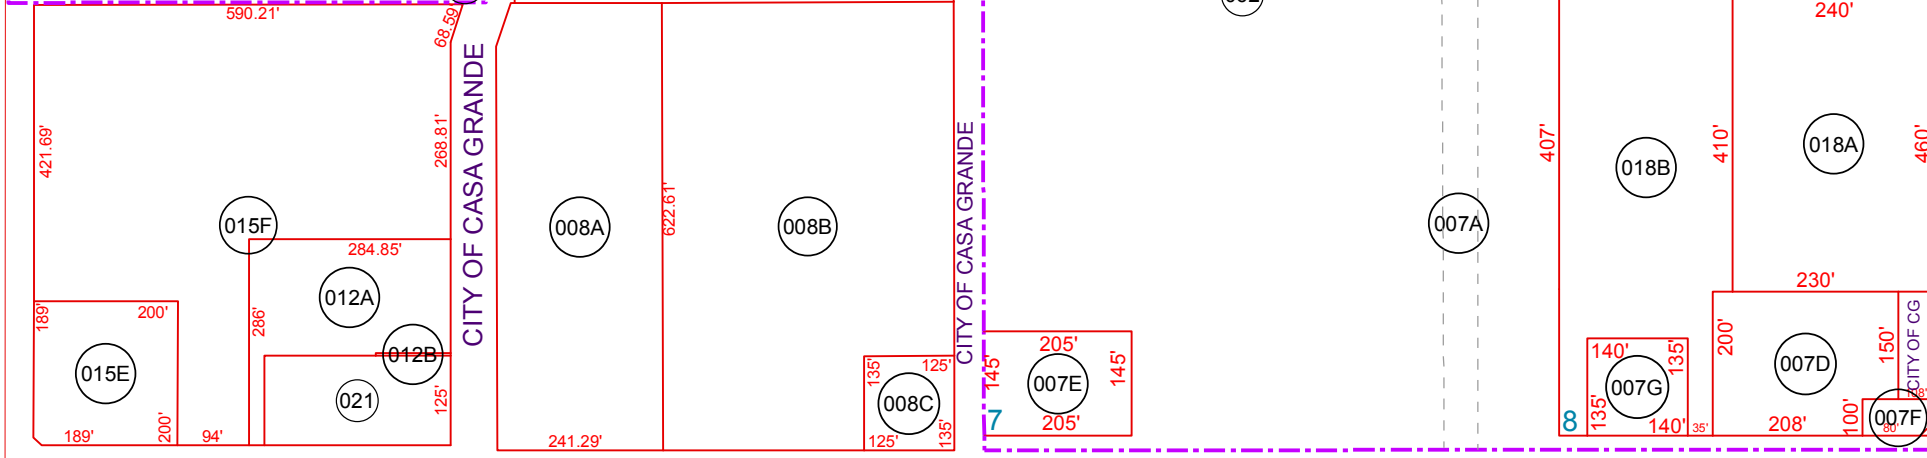 590.21'
68.59'
240'
421.69'
268.81'
CITY OF CASA GRANDE
622.61'
CITY OF CASA GRANDE
407'
410'
460'
018A
018B
015F
008A
008B
007A
284.85'
012A
230'
189'
200'
286'
012B
015E
021
125'
200'
189'
94'
241.29'
135'
125'
008C
125'
135'
205'
145'
007E
145'
205'
7
140'
135'
007G
135'
140'
35'
8
200'
007D
150'
CITY OF CG
208'
100'
007F
80'
108'